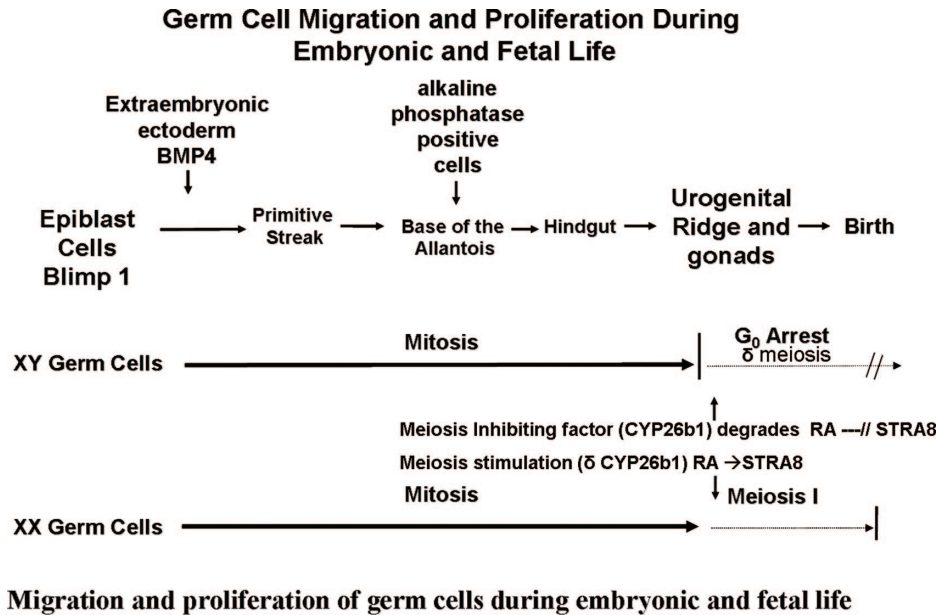 Germ Cell Migration and Proliferation During
Embryonic and Fetal Life
Extraembryonic
ectoderm
BMP4
alkaline
phosphatase
positive
cells
Epiblast
Cells
Blimp 1
Primitive
Streak
Base of the
Allantois
Hindgut
Urogenital
Ridge and
gonads
Birth
XY Germ Cells
Mitosis
G₀ Arrest
δ meiosis
Meiosis Inhibiting factor (CYP26b1) degrades RA ---// STRA8
Meiosis stimulation (δ CYP26b1) RA →STRA8
Mitosis
Meiosis I
XX Germ Cells
Migration and proliferation of germ cells during embryonic and fetal life